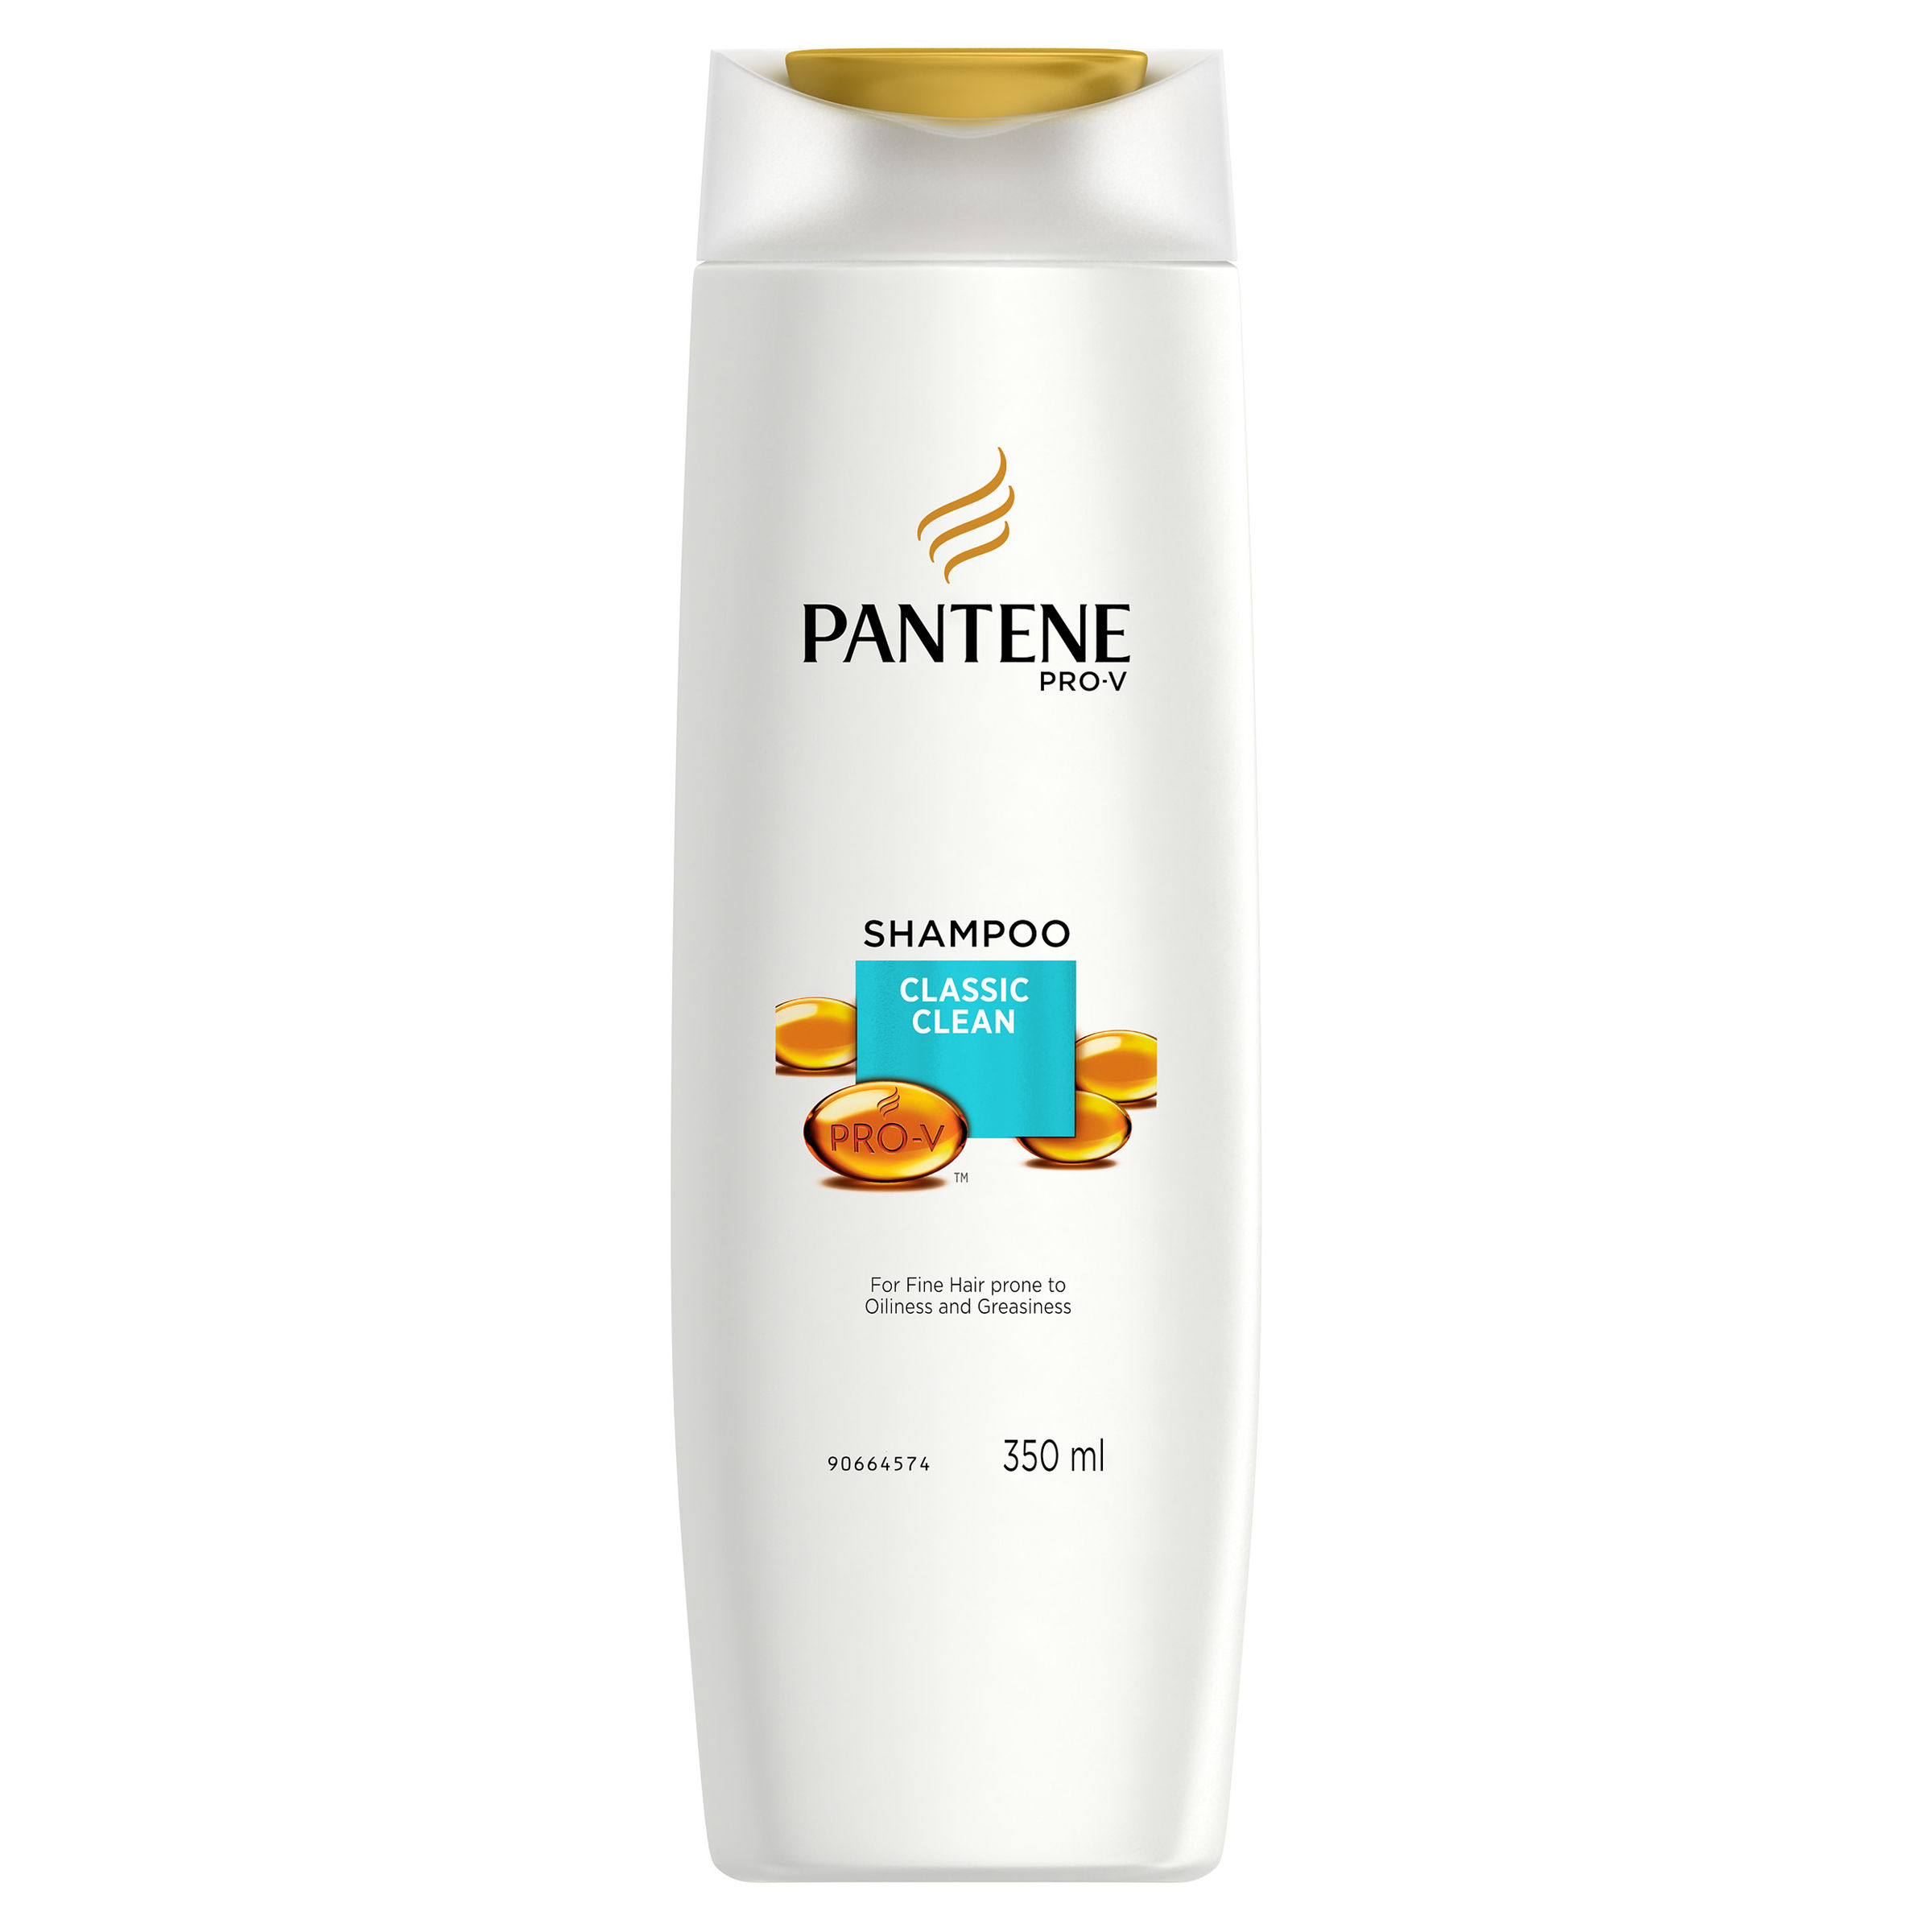 PANTENE
PRO-V
SHAMPOO
CLASSIC
CLEAN
PRO-V
TM
For Fine Hair prone to
Oiliness and Greasiness
90664574 350 ml